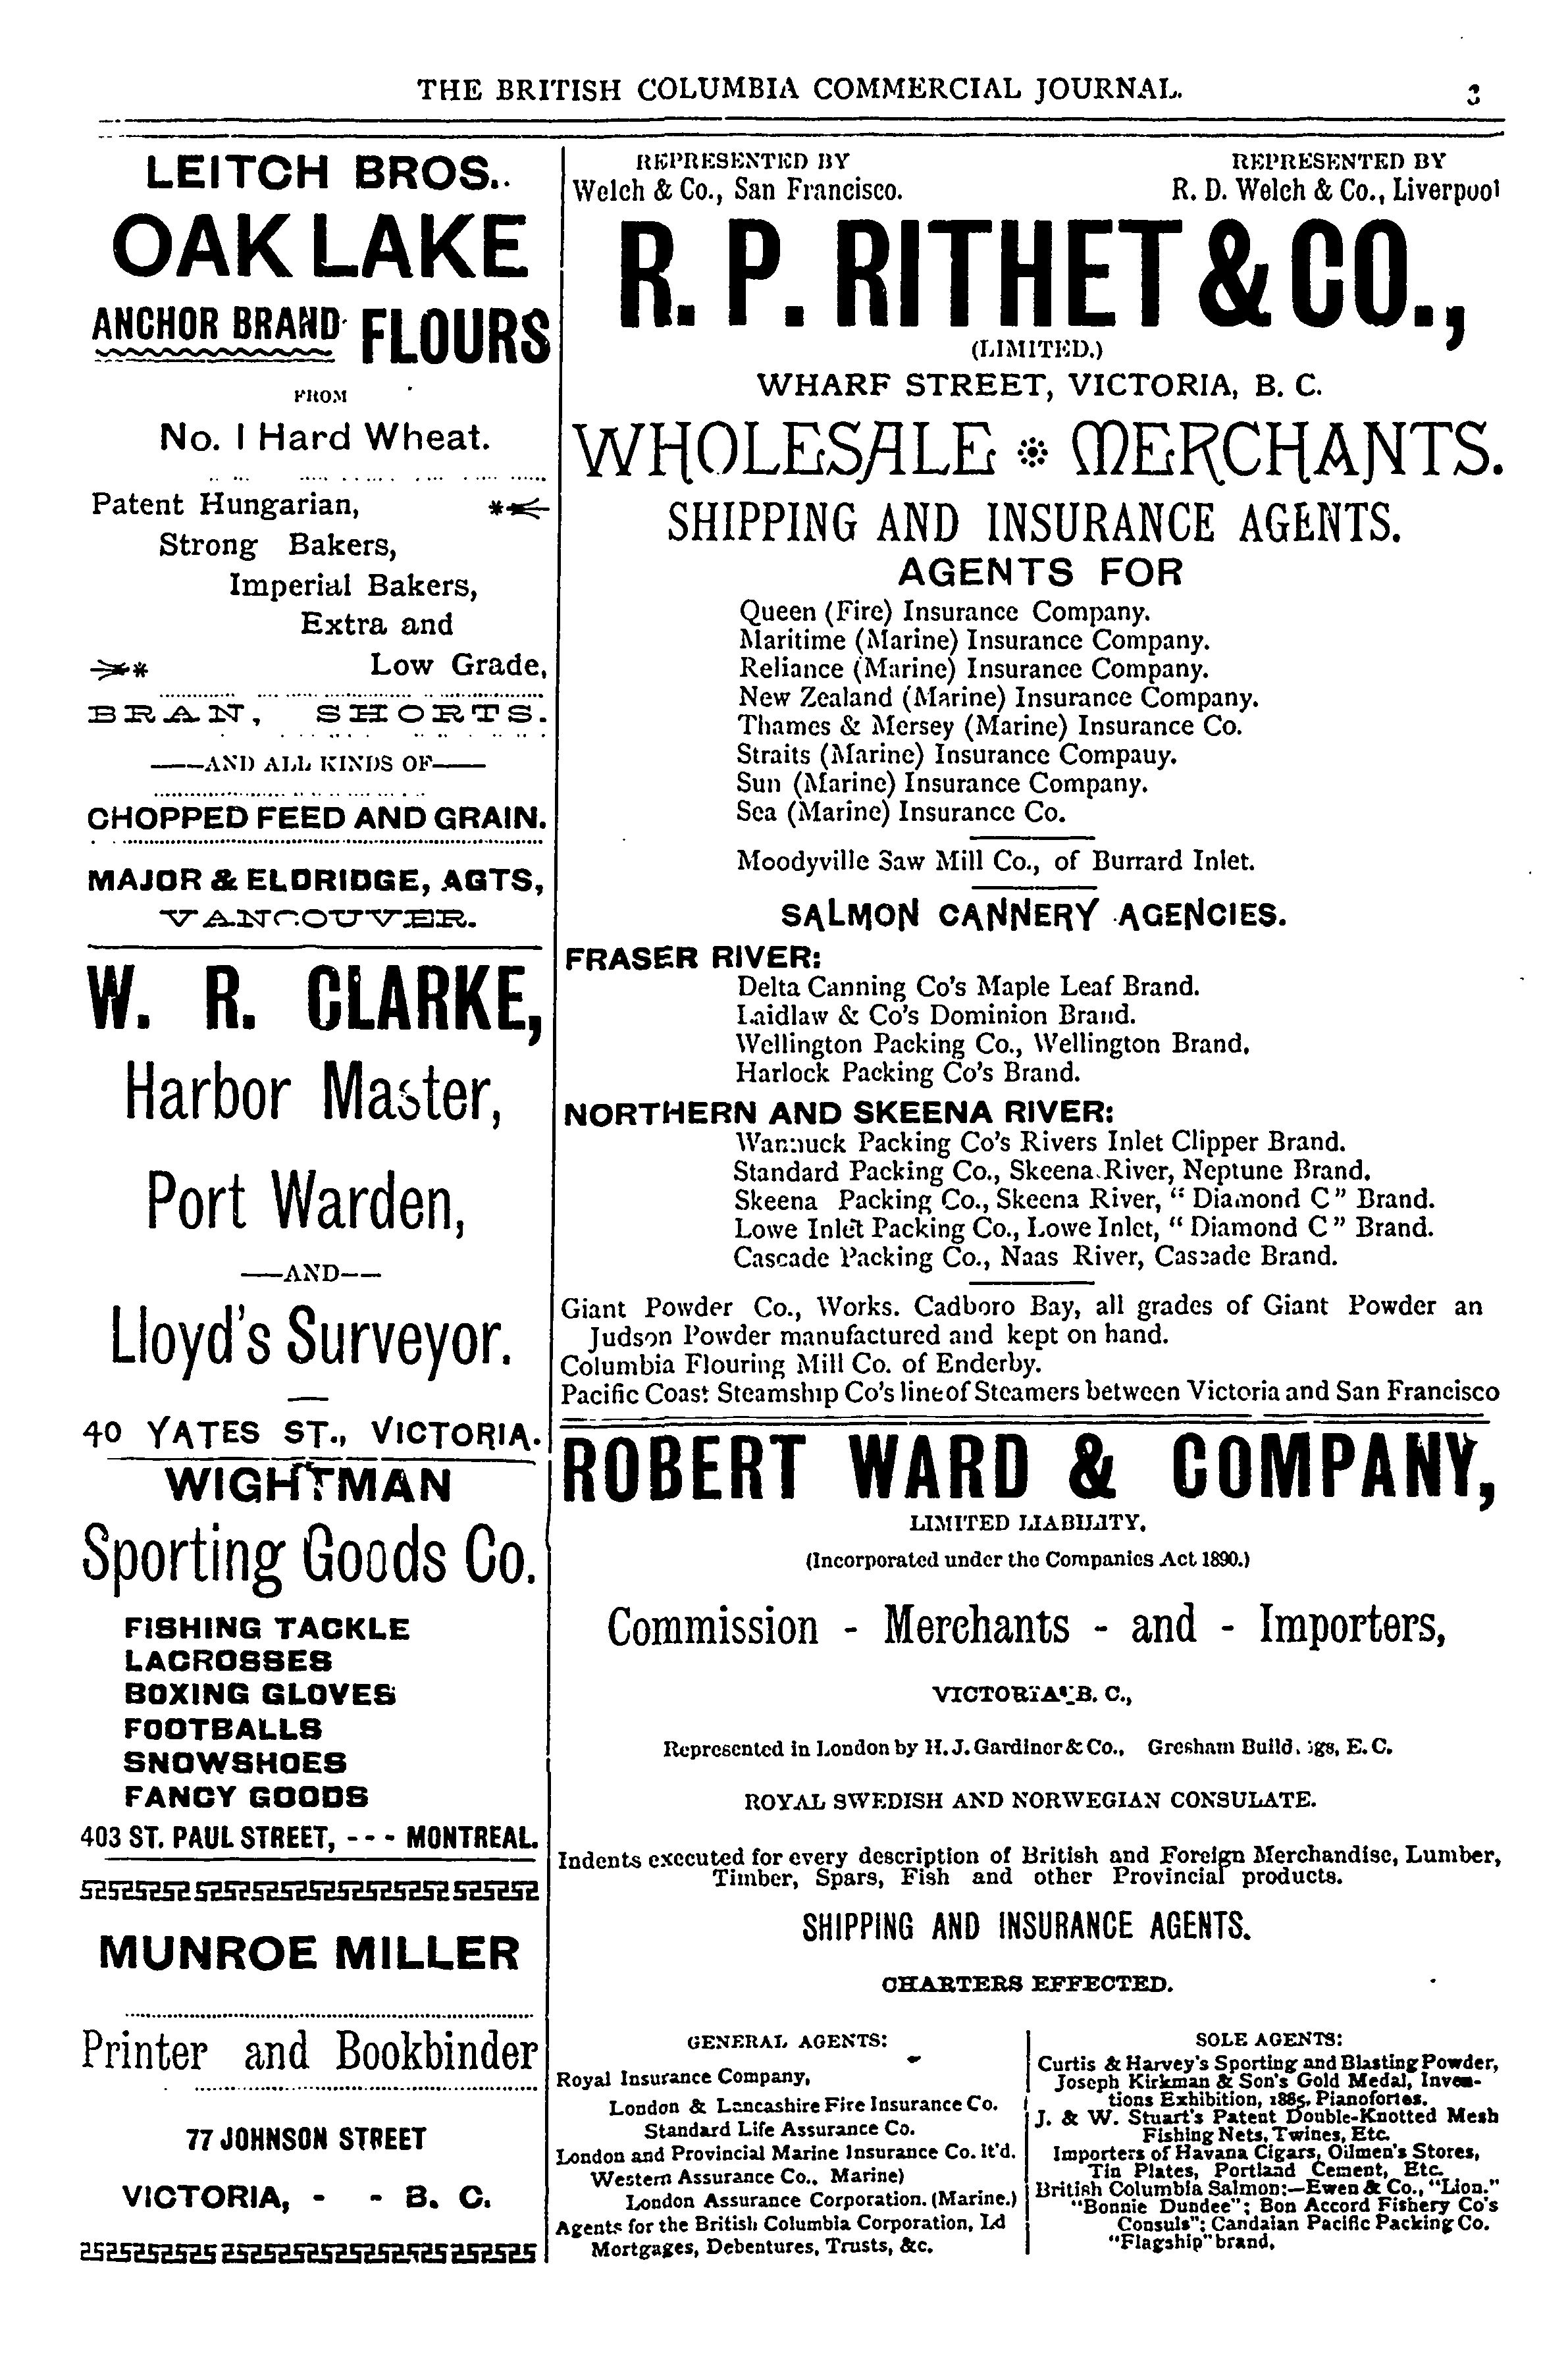 THE BRITISH COLUMBIA COMMERCIAL JOURNAL. 3
LEITCH BROS.
OAK LAKE
ANCHOR BRAND FLOURS
FROM
No. 1 Hard Wheat.
Patent Hungarian,
Strong Bakers,
Imperial Bakers,
Extra and
Low Grade,
BRAN, SHORTS.
AND ALL KINDS OF
CHOPPED FEED AND GRAIN.
MAJOR & ELDRIDGE, AGTS,
VANCOUVER.
W. R. CLARKE,
Harbor Master,
Port Warden,
—AND—
Lloyd's Surveyor.
40 YATES ST., VICTORIA.
WIGHTMAN
Sporting Goods Co.
FISHING TACKLE
LACROSSES
BOXING GLOVES
FOOTBALLS
SNOWSHOES
FANCY GOODS
403 ST. PAUL STREET, - - - MONTREAL.
MUNROE MILLER
Printer and Bookbinder
77 JOHNSON STREET
VICTORIA, - - B. C.
REPRESENTED BY REPRESENTED BY
Welch & Co., San Francisco. R. D. Welch & Co., Liverpool
R. P. RITHET & CO.,
(LIMITED.)
WHARF STREET, VICTORIA, B. C.
WHOLESALE MERCHANTS.
SHIPPING AND INSURANCE AGENTS.
AGENTS FOR
Queen (Fire) Insurance Company.
Maritime (Marine) Insurance Company.
Reliance (Marine) Insurance Company.
New Zealand (Marine) Insurance Company.
Thames & Mersey (Marine) Insurance Co.
Straits (Marine) Insurance Compauy.
Sun (Marine) Insurance Company.
Sea (Marine) Insurance Co.
Moodyville Saw Mill Co., of Burrard Inlet.
SALMON CANNERY AGENCIES.
FRASER RIVER:
Delta Canning Co's Maple Leaf Brand.
Laidlaw & Co's Dominion Brand.
Wellington Packing Co., Wellington Brand.
Harlock Packing Co's Brand.
NORTHERN AND SKEENA RIVER:
Wannuck Packing Co's Rivers Inlet Clipper Brand.
Standard Packing Co., Skeena River, Neptune Brand.
Skeena Packing Co., Skeena River, "Diamond C" Brand.
Lowe Inlet Packing Co., Lowe Inlet, "Diamond C" Brand.
Cascade Packing Co., Naas River, Cascade Brand.
Giant Powder Co., Works. Cadboro Bay, all grades of Giant Powder an
Judson Powder manufactured and kept on hand.
Columbia Flouring Mill Co. of Enderby.
Pacific Coast Steamship Co's line of Steamers between Victoria and San Francisco
ROBERT WARD & COMPANY,
LIMITED LIABILITY.
(Incorporated under the Companies Act 1890.)
Commission - Merchants - and - Importers,
VICTORIA, B. C.,
Represented in London by H. J. Gardiner & Co., Gresham Buildings, E. C.
ROYAL SWEDISH AND NORWEGIAN CONSULATE.
Indents executed for every description of British and Foreign Merchandise, Lumber,
Timber, Spars, Fish and other Provincial products.
SHIPPING AND INSURANCE AGENTS.
CHARTERS EFFECTED.
GENERAL AGENTS:
Royal Insurance Company,
London & Lancashire Fire Insurance Co.
Standard Life Assurance Co.
London and Provincial Marine Insurance Co. lt'd.
Western Assurance Co., Marine)
London Assurance Corporation. (Marine.)
Agents for the British Columbia Corporation, Ld
Mortgages, Debentures, Trusts, &c.
SOLE AGENTS:
Curtis & Harvey's Sporting and Blasting Powder,
Joseph Kirkman & Son's Gold Medal, Inven-
tions Exhibition, 1885, Pianofortes.
J. & W. Stuart's Patent Double-Knotted Mesh
Fishing Nets, Twines, Etc.
Importers of Havana Cigars, Oilmen's Stores,
Tin Plates, Portland Cement, Etc.
British Columbia Salmon:—Ewen & Co., "Lion."
"Bonnie Dundee"; Bon Accord Fishery Co's
Consuls"; Candaian Pacific Packing Co.
"Flagship" brand.